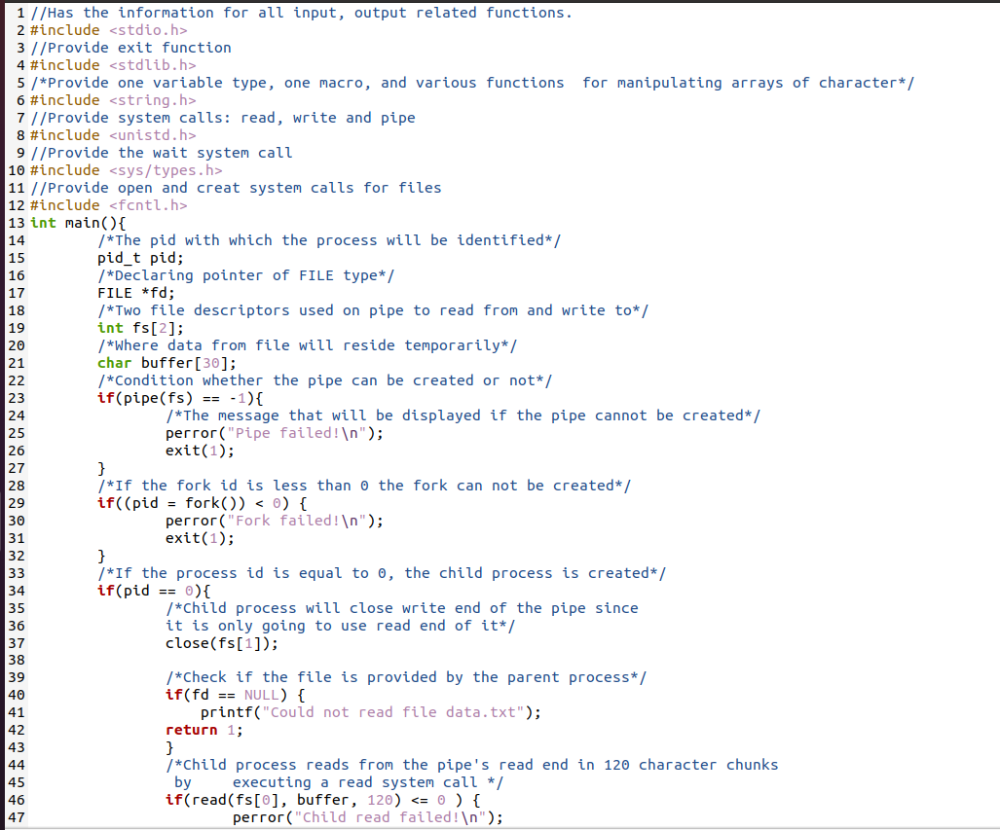 1 //Has the information for all input, output related functions.
2 #include <stdio.h>
3 //Provide exit function
4 #include <stdlib.h>
5 /*Provide one variable type, one macro, and various functions  for manipulating arrays of character*/
6 #include <string.h>
7 //Provide system calls: read, write and pipe
8 #include <unistd.h>
9 //Provide the wait system call
10 #include <sys/types.h>
11 //Provide open and creat system calls for files
12 #include <fcntl.h>
13 int main(){
14         /*The pid with which the process will be identified*/
15         pid_t pid;
16         /*Declaring pointer of FILE type*/
17         FILE *fd;
18         /*Two file descriptors used on pipe to read from and write to*/
19         int fs[2];
20         /*Where data from file will reside temporarily*/
21         char buffer[30];
22         /*Condition whether the pipe can be created or not*/
23         if(pipe(fs) == -1){
24                 /*The message that will be displayed if the pipe cannot be created*/
25                 perror("Pipe failed!\n");
26                 exit(1);
27         }
28         /*If the fork id is less than 0 the fork can not be created*/
29         if((pid = fork()) < 0) {
30                 perror("Fork failed!\n");
31                 exit(1);
32         }
33         /*If the process id is equal to 0, the child process is created*/
34         if(pid == 0){
35                 /*Child process will close write end of the pipe since
36                 it is only going to use read end of it*/
37                 close(fs[1]);
38
39                 /*Check if the file is provided by the parent process*/
40                 if(fd == NULL) {
41                     printf("Could not read file data.txt");
42                 return 1;
43                 }
44                 /*Child process reads from the pipe's read end in 120 character chunks
45                  by     executing a read system call */
46                 if(read(fs[0], buffer, 120) <= 0 ) {
47                         perror("Child read failed!\n");